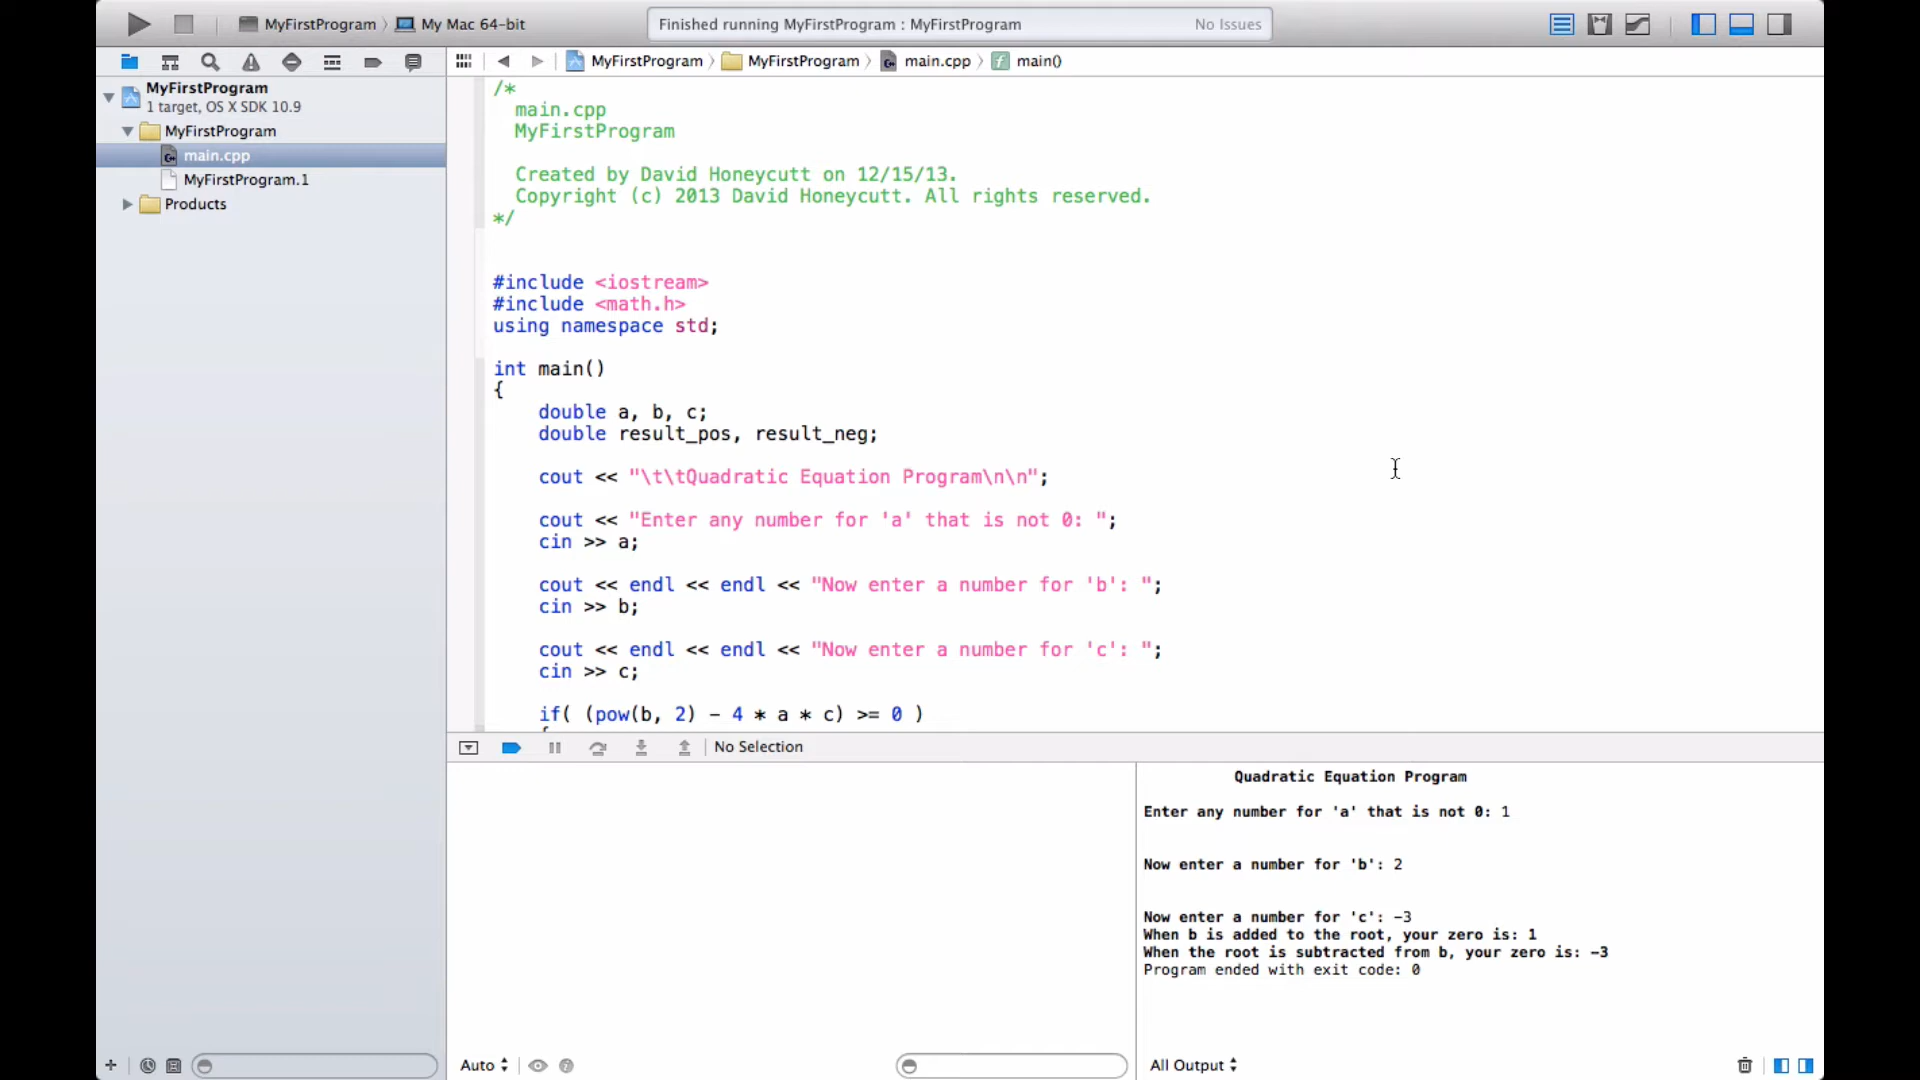 MyFirstProgram My Mac 64-bit
Finished running MyFirstProgram : MyFirstProgram No Issues
MyFirstProgram MyFirstProgram main.cpp main()
MyFirstProgram
1 target, OS X SDK 10.9
MyFirstProgram
main.cpp
MyFirstProgram.1
Products
/*
main.cpp
MyFirstProgram
Created by David Honeycutt on 12/15/13.
Copyright (c) 2013 David Honeycutt. All rights reserved.
*/
#include <iostream>
#include <math.h>
using namespace std;
int main()
{
double a, b, c;
double result_pos, result_neg;
cout << "\t\tQuadratic Equation Program\n\n";
cout << "Enter any number for 'a' that is not 0: ";
cin >> a;
cout << endl << endl << "Now enter a number for 'b': ";
cin >> b;
cout << endl << endl << "Now enter a number for 'c': ";
cin >> c;
if( (pow(b, 2) - 4 * a * c) >= 0 )
{
No Selection
Quadratic Equation Program
Enter any number for 'a' that is not 0: 1
Now enter a number for 'b': 2
Now enter a number for 'c': -3
When b is added to the root, your zero is: 1
When the root is subtracted from b, your zero is: -3
Program ended with exit code: 0
Auto
All Output